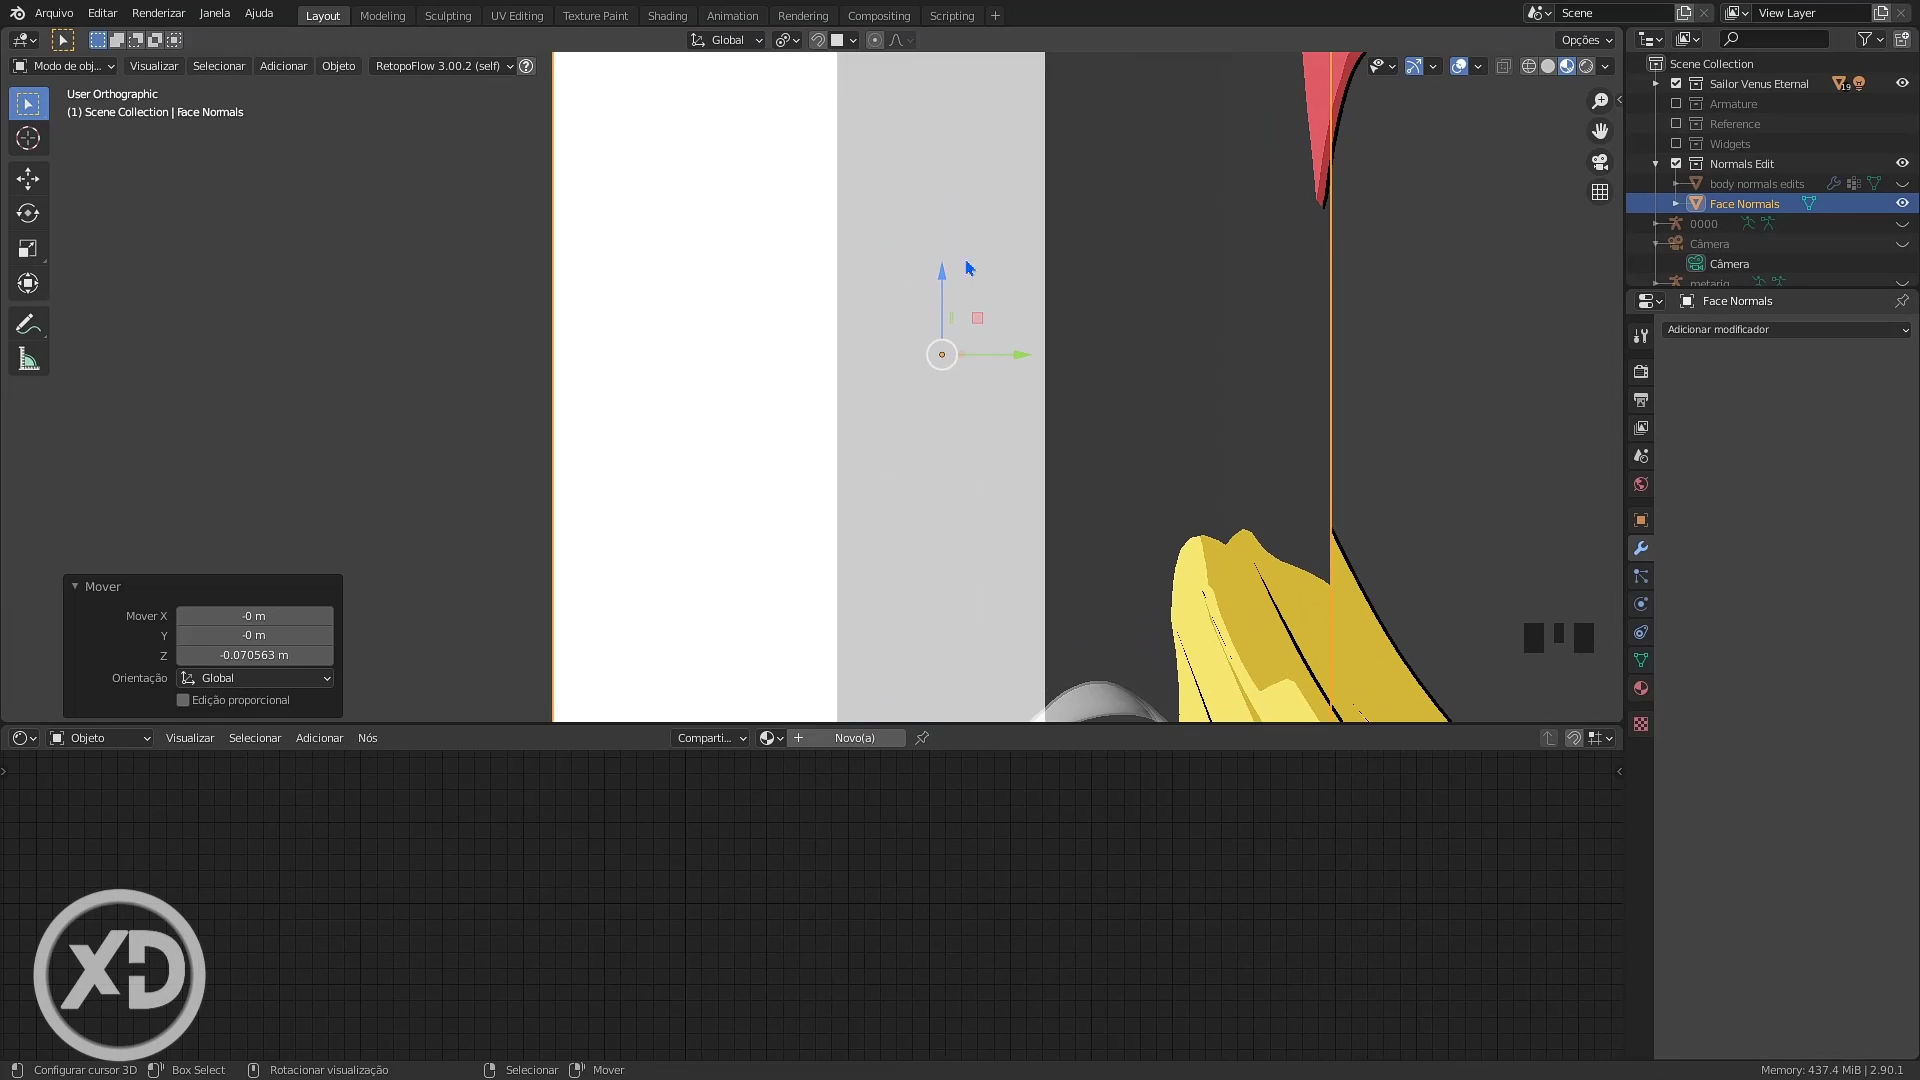 Arquivo Editar Renderizar Janela Ajuda Layout Modeling Sculpting UV Editing Texture Paint Shading Animation Rendering Compositing Scripting + Scene View Layer
Global Opções
Modo de obj... Visualizar Selecionar Adicionar Objeto RetopoFlow 3.00.2 (self)
User Orthographic
(1) Scene Collection | Face Normals
Scene Collection
Sailor Venus Eternal 19
Armature
Reference
Widgets
Normals Edit
body normals edits
Face Normals
0000
Câmera
Câmera
metarig
Face Normals
Adicionar modificador
Mover
Mover X -0 m
Y -0 m
Z -0.070563 m
Orientação Global
Edição proporcional
Objeto Visualizar Selecionar Adicionar Nós Comparti... Novo(a)
XD
Configurar cursor 3D Box Select Rotacionar visualização Selecionar Mover Memory: 437.4 MiB | 2.90.1